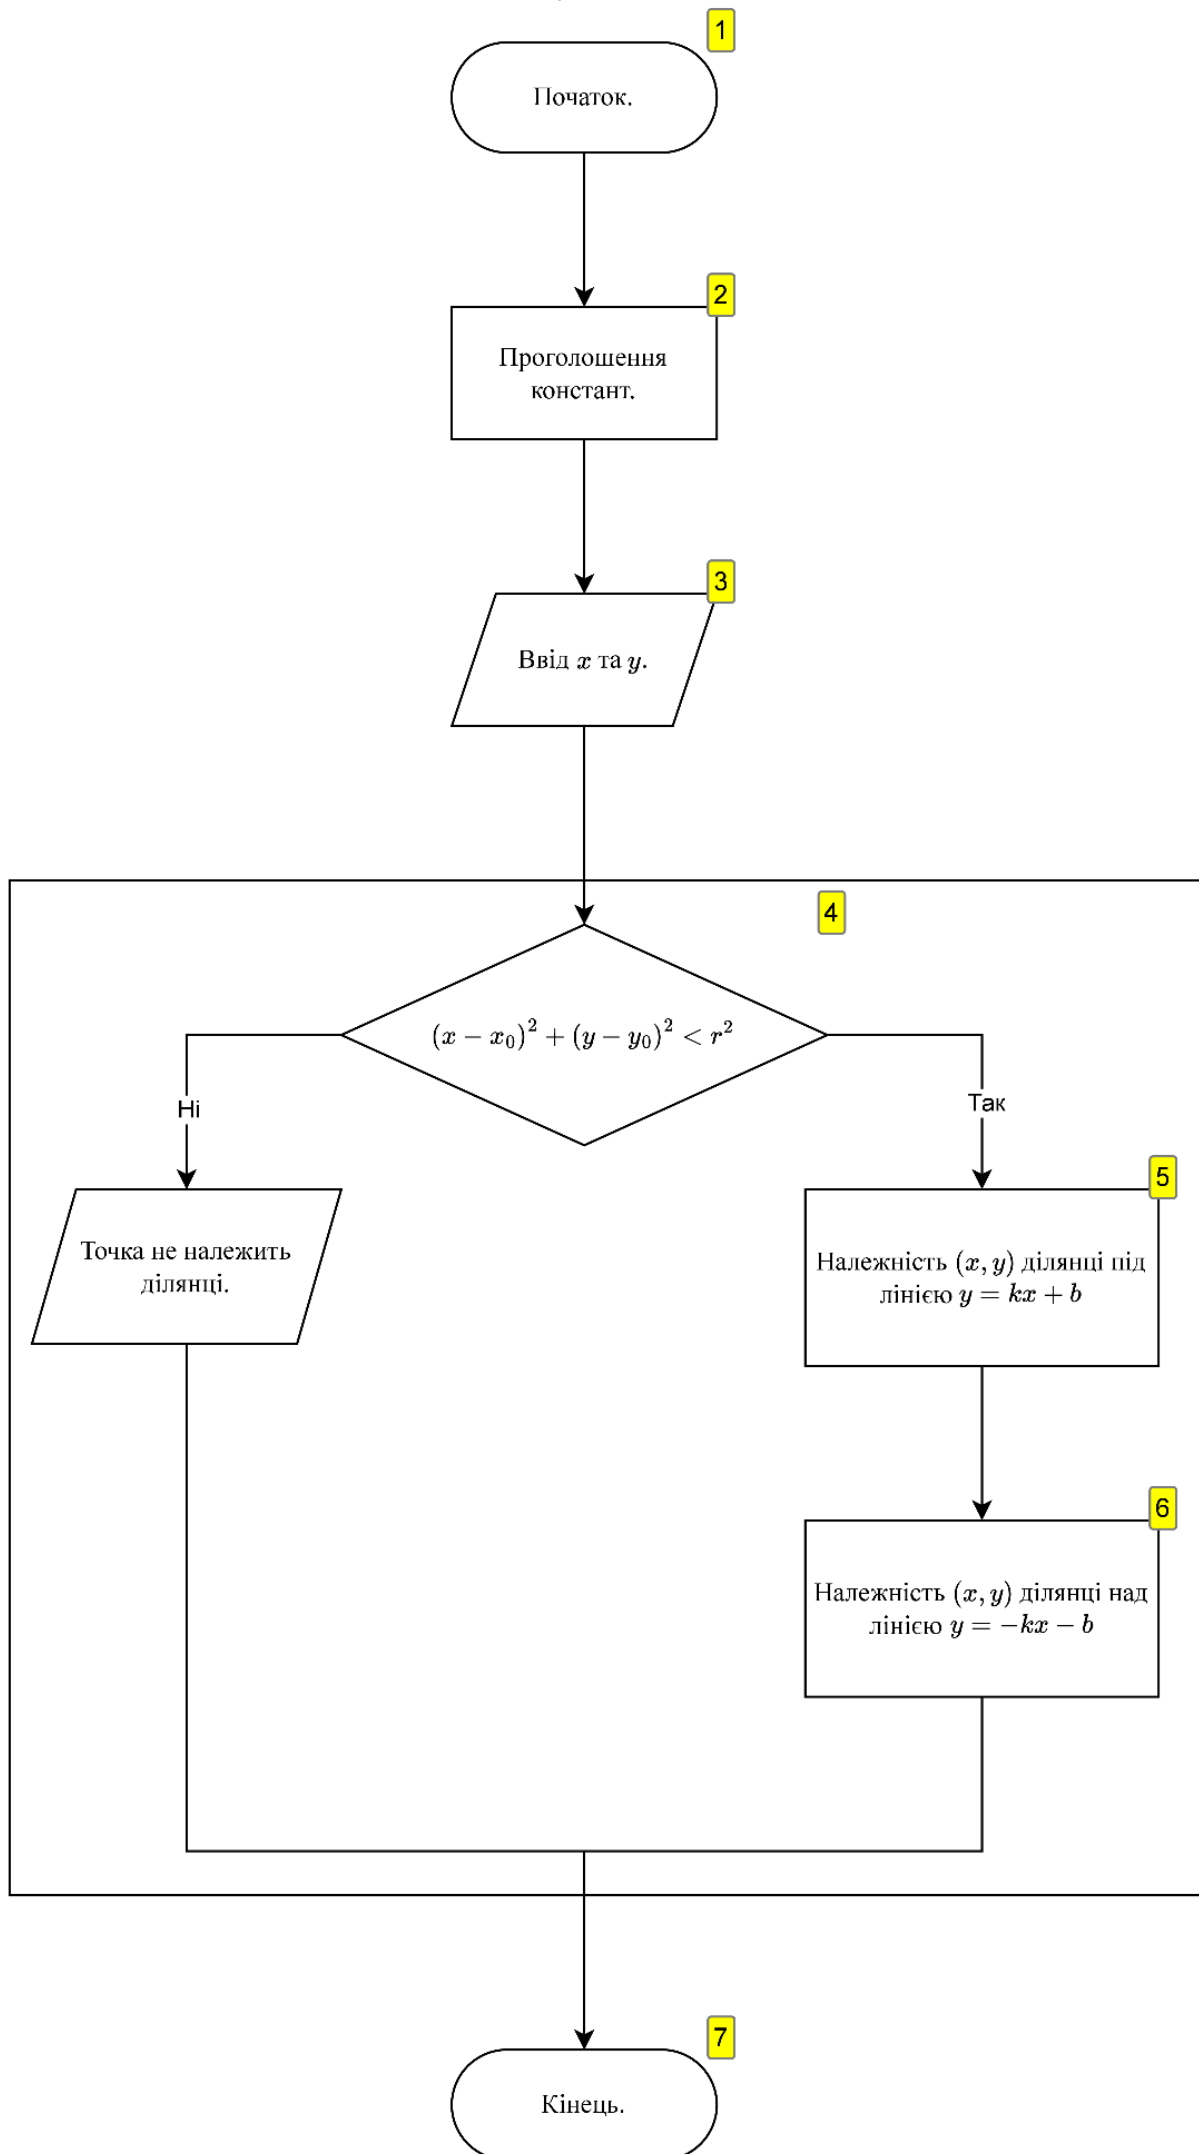 1
Початок.
2
Проголошення
констант.
3
Ввід x та y.
4
(x − x₀)² + (y − y₀)² < r²
Ні
Так
5
Точка не належить
ділянці.
Належність (x, y) ділянці під
лінією y = kx + b
6
Належність (x, y) ділянці над
лінією y = −kx − b
7
Кінець.